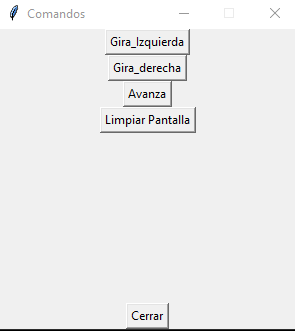 Comandos
Gira_Izquierda
Gira_derecha
Avanza
Limpiar Pantalla
Cerrar